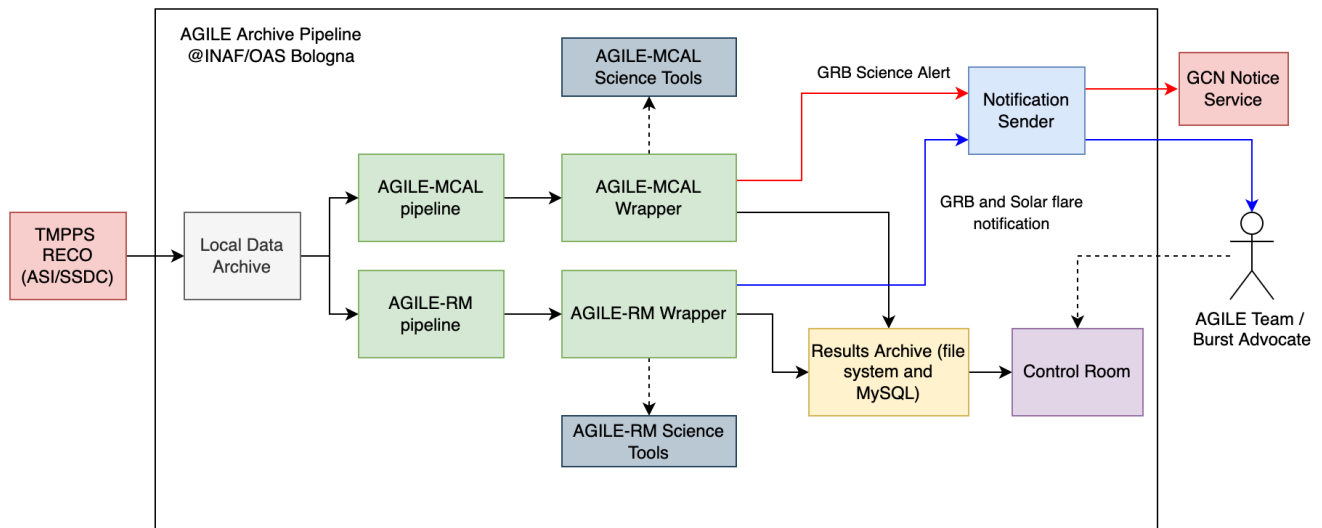 AGILE Archive Pipeline
@INAF/OAS Bologna
AGILE-MCAL
Science Tools
GRB Science Alert
Notification
Sender
GCN Notice
Service
TMPPS
RECO
(ASI/SSDC)
Local Data
Archive
AGILE-MCAL
pipeline
AGILE-MCAL
Wrapper
GRB and Solar flare
notification
AGILE-RM
pipeline
AGILE-RM Wrapper
AGILE Team /
Burst Advocate
Results Archive (file
system and
MySQL)
Control Room
AGILE-RM Science
Tools